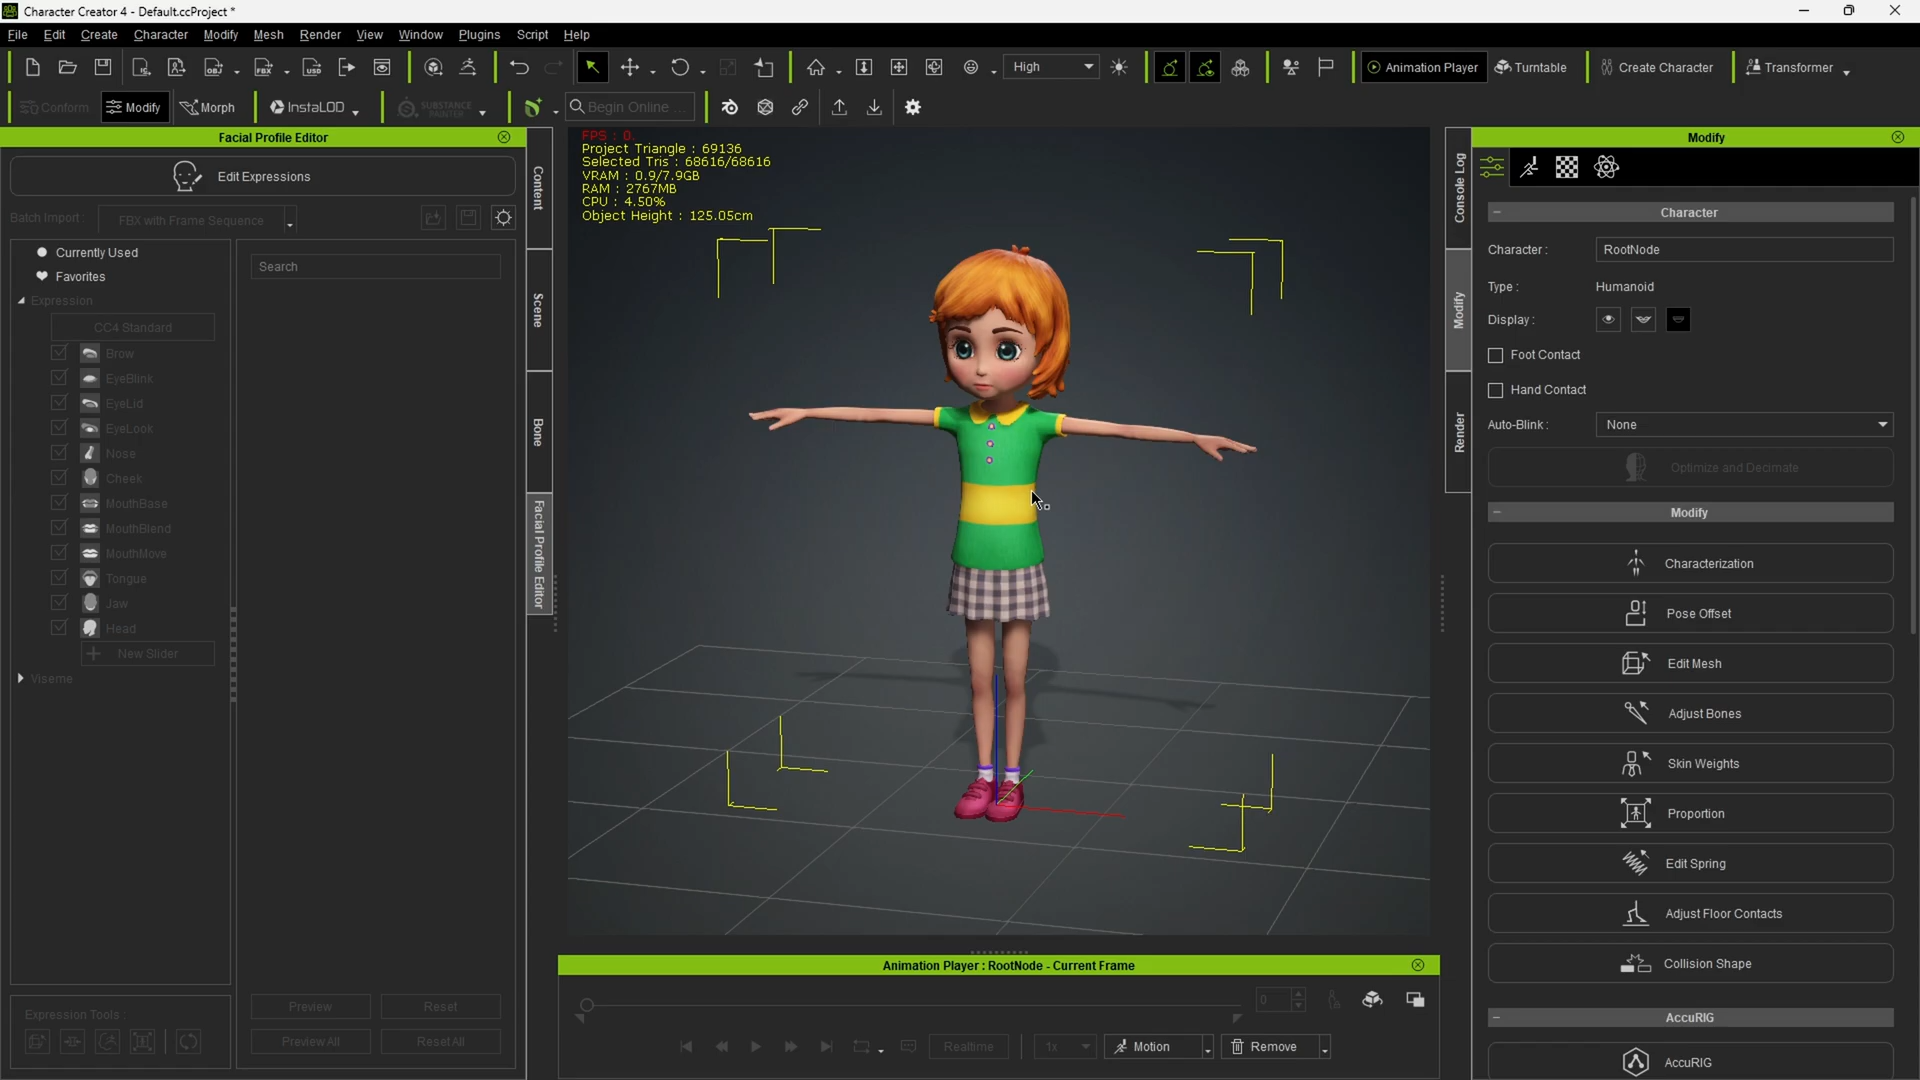 Character Creator 4 - Default.ccProject *
File Edit Create Character Modify Mesh Render View Window Plugins Script Help
High Animation Player Turntable Create Character Transformer
Conform Modify Morph InstaLOD SUBSTANCE PAINTER Begin Online ...
Facial Profile Editor
Edit Expressions
Batch Import : FBX with Frame Sequence
Currently Used
Favorites
Search
Expression
CC4 Standard
Brow
EyeBlink
EyeLid
EyeLook
Nose
Cheek
MouthBase
MouthBlend
MouthMove
Tongue
Jaw
Head
New Slider
Viseme
Expression Tools :
Preview Reset
Preview All Reset All
Content
Scene
Bone
Facial Profile Editor
FPS : 0.
Project Triangle : 69136
Selected Tris : 68616/68616
VRAM : 0.9/7.9GB
RAM : 2767MB
CPU : 4.50%
Object Height : 125.05cm
Animation Player : RootNode - Current Frame
0
Realtime 1x Motion Remove
Console Log
Modify
Render
Modify
Character
Character : RootNode
Type : Humanoid
Display :
Foot Contact
Hand Contact
Auto-Blink : None
Optimize and Decimate
Modify
Characterization
Pose Offset
Edit Mesh
Adjust Bones
Skin Weights
Proportion
Edit Spring
Adjust Floor Contacts
Collision Shape
AccuRIG
AccuRIG